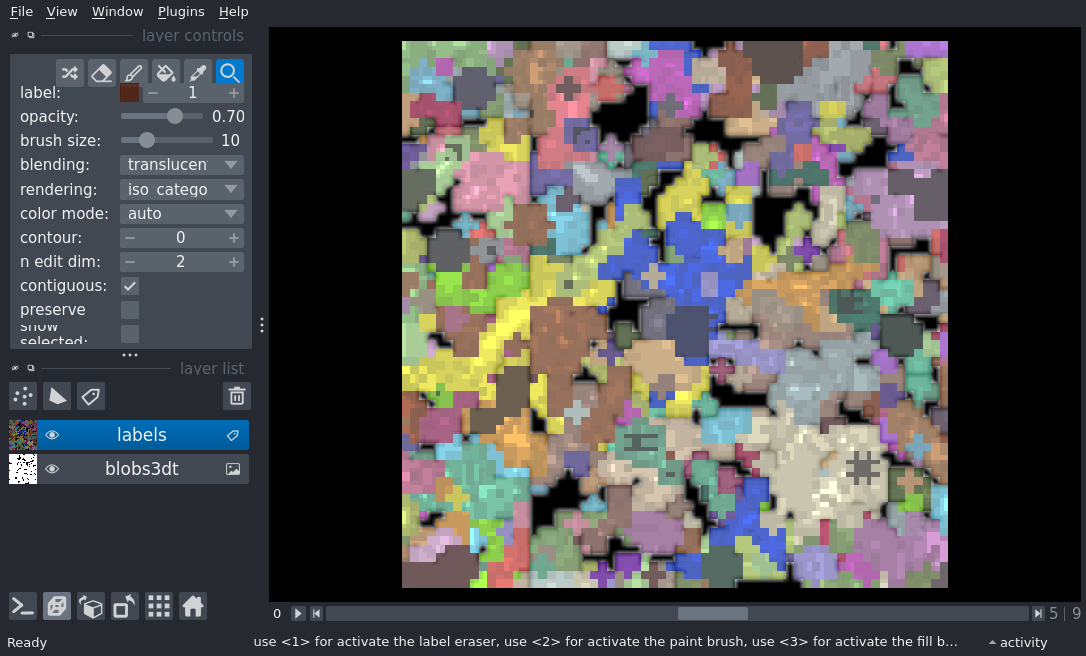 File View Window Plugins Help
layer controls
label: 1
opacity: 0.70
brush size: 10
blending: translucen
rendering: iso catego
color mode: auto
contour: 0
n edit dim: 2
contiguous:
preserve
show
selected:
layer list
labels
blobs3dt
0 5 | 9
Ready use <1> for activate the label eraser, use <2> for activate the paint brush, use <3> for activate the fill b... activity